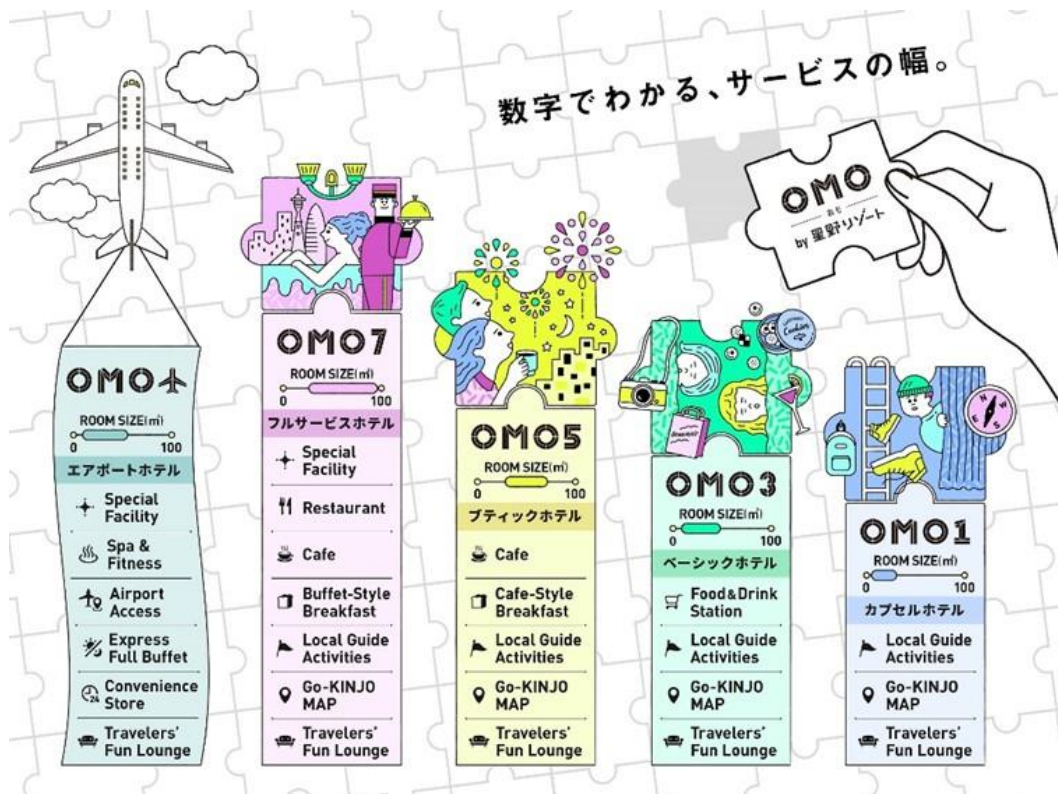 数字でわかる、サービスの幅。
OMO
おも
by 星野リゾート
OMO
ROOM SIZE(㎡)
0 100
エアポートホテル
Special
Facility
Spa &
Fitness
Airport
Access
Express
Full Buffet
24
Convenience
Store
Travelers'
Fun Lounge
OMO7
ROOM SIZE(㎡)
0 100
フルサービスホテル
Special
Facility
Restaurant
Cafe
Buffet-Style
Breakfast
Local Guide
Activities
Go-KINJO
MAP
Travelers'
Fun Lounge
OMO5
ROOM SIZE(㎡)
0 100
ブティックホテル
Cafe
Cafe-Style
Breakfast
Local Guide
Activities
Go-KINJO
MAP
Travelers'
Fun Lounge
Cookies
OMO3
ROOM SIZE(㎡)
0 100
ベーシックホテル
Food&Drink
Station
Local Guide
Activities
Go-KINJO
MAP
Travelers'
Fun Lounge
N
E
W
S
OMO1
ROOM SIZE(㎡)
0 100
カプセルホテル
Local Guide
Activities
Go-KINJO
MAP
Travelers'
Fun Lounge